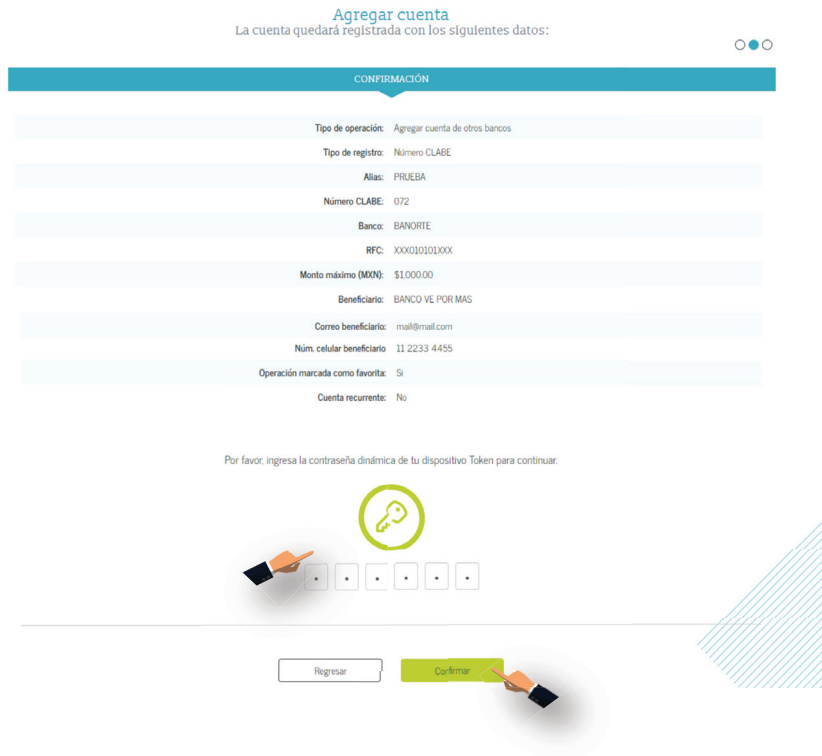 Agregar cuenta
La cuenta quedará registrada con los siguientes datos:
CONFIRMACIÓN
Tipo de operación: Agregar cuenta de otros bancos
Tipo de registro: Número CLABE
Alias: PRUEBA
Número CLABE: 072
Banco: BANORTE
RFC: XXX010101XXX
Monto máximo (MXN): $1,000.00
Beneficiario: BANCO VE POR MAS
Correo beneficiario: mail@mail.com
Núm. celular beneficiario 11 2233 4455
Operación marcada como favorita: Si
Cuenta recurrente: No
Por favor, ingresa la contraseña dinámica de tu dispositivo Token para continuar.
Regresar Confirmar